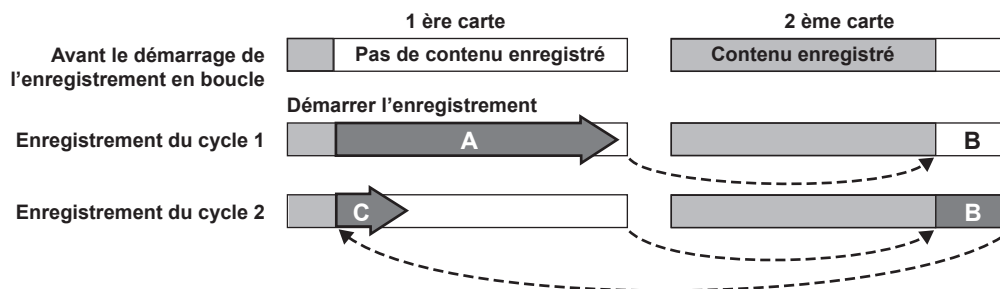 1 ère carte
2 ème carte
Avant le démarrage de
l’enregistrement en boucle
Pas de contenu enregistré
Contenu enregistré
Démarrer l’enregistrement
Enregistrement du cycle 1
A
B
Enregistrement du cycle 2
C
B